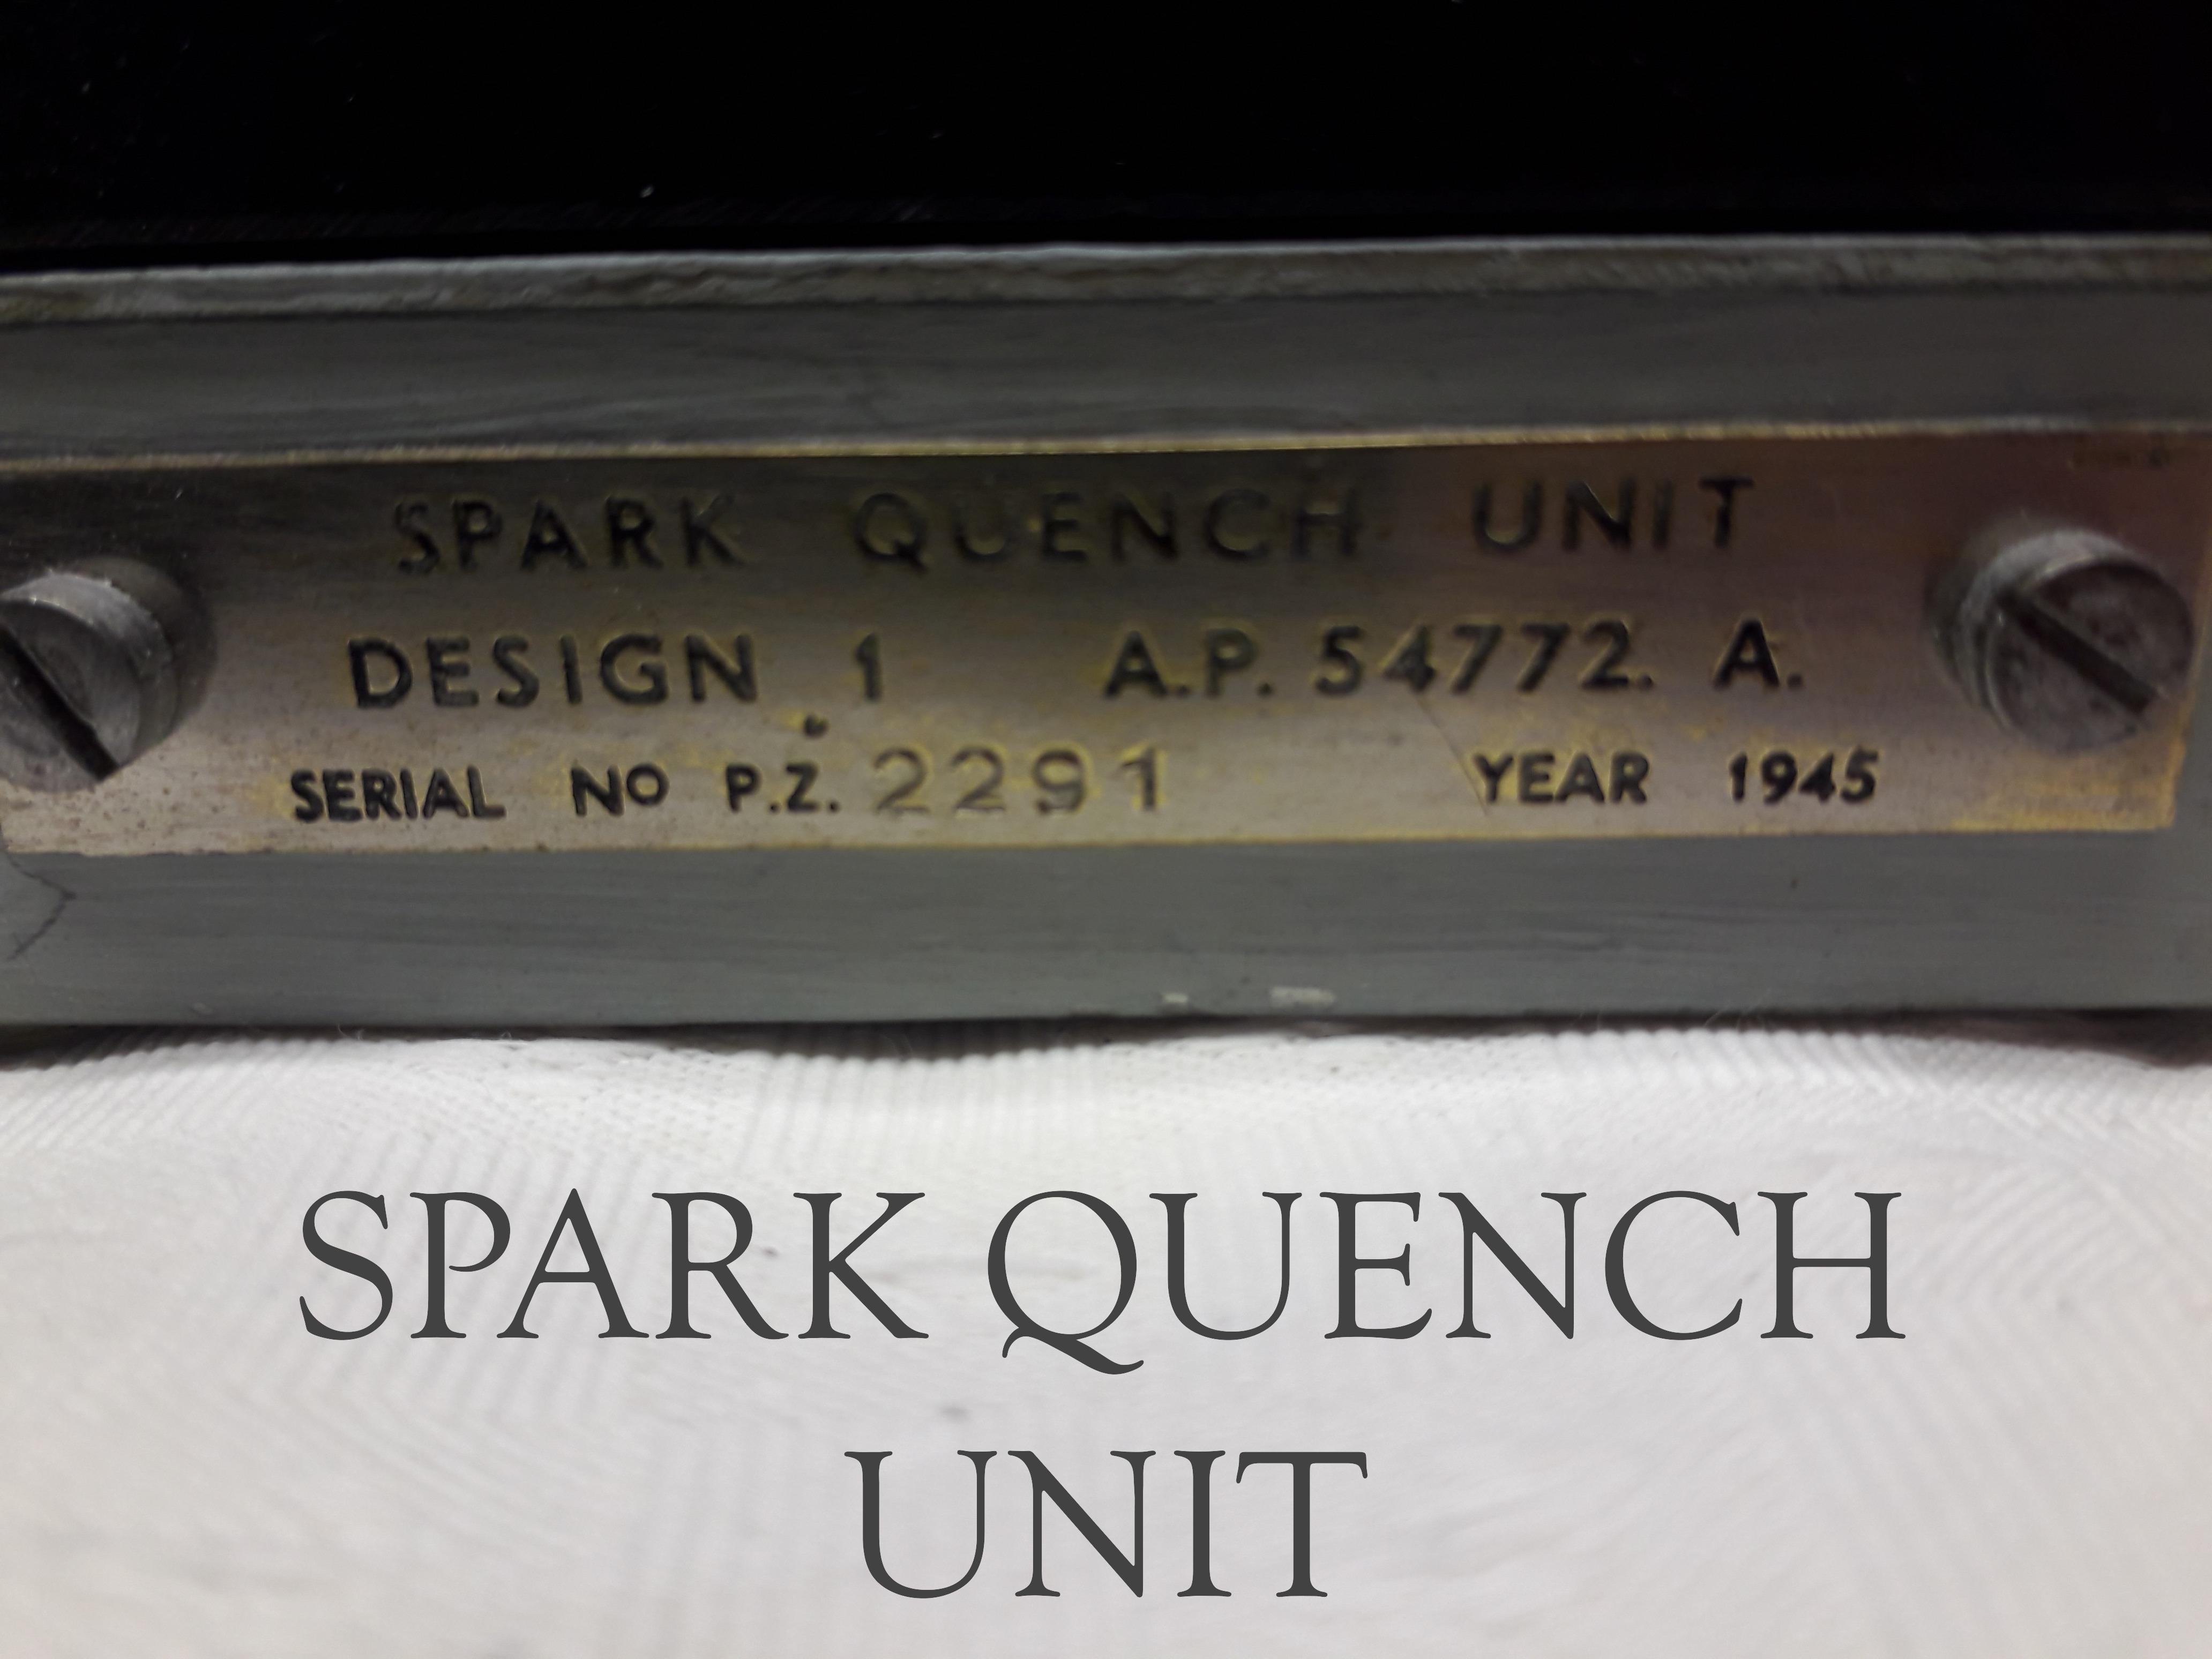 SPARK QUENCH UNIT
DESIGN 1 A.P. 54772. A.
SERIAL NO P.Z. 2291 YEAR 1945
SPARK QUENCH
UNIT